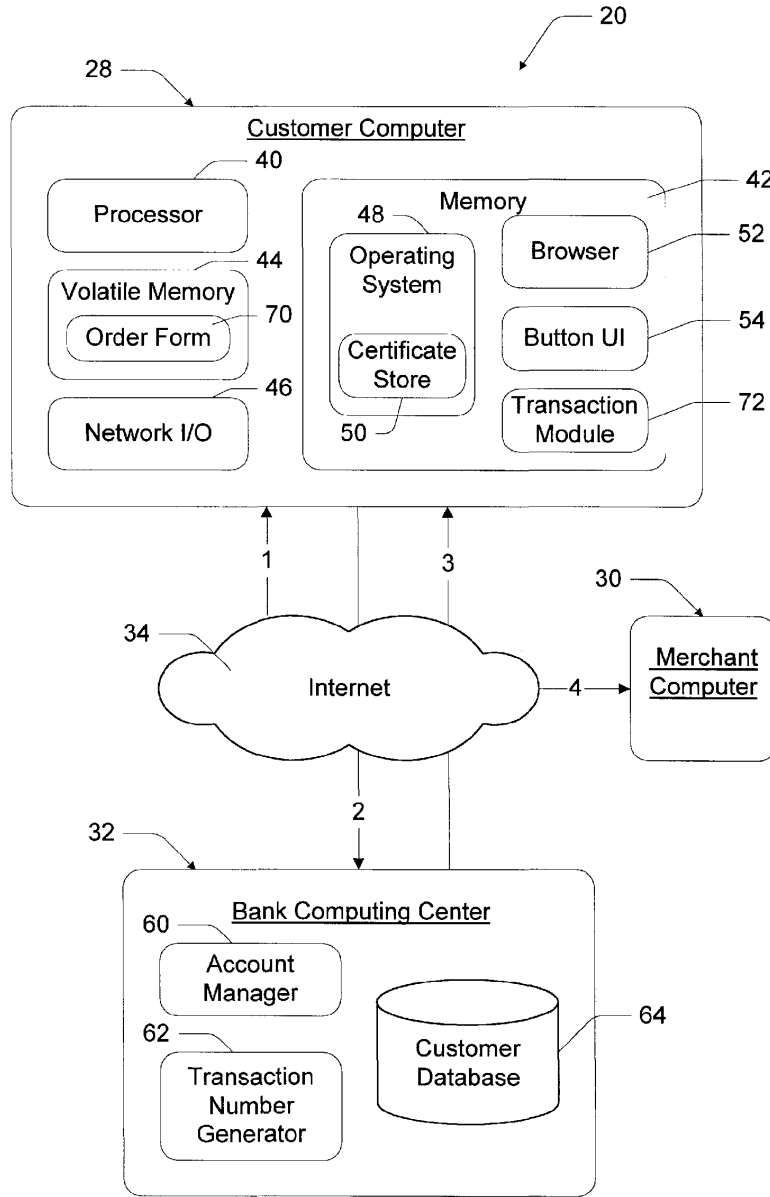 20
28
Customer Computer
40
Processor
44
Volatile Memory
70
Order Form
46
Network I/O
42
Memory
48
Operating
System
Certificate
Store
50
Browser
52
Button UI
54
Transaction
Module
72
1
3
34
Internet
4
30
Merchant
Computer
2
32
Bank Computing Center
60
Account
Manager
62
Transaction
Number
Generator
Customer
Database
64